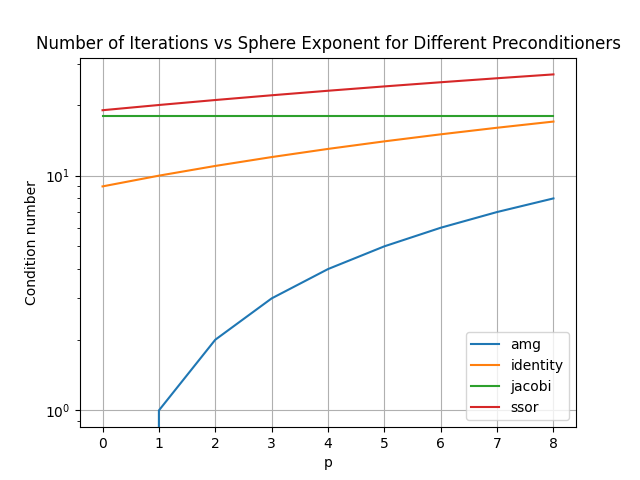 Number of Iterations vs Sphere Exponent for Different Preconditioners
Condition number
10¹
10⁰
0 1 2 3 4 5 6 7 8
p
amg
identity
jacobi
ssor